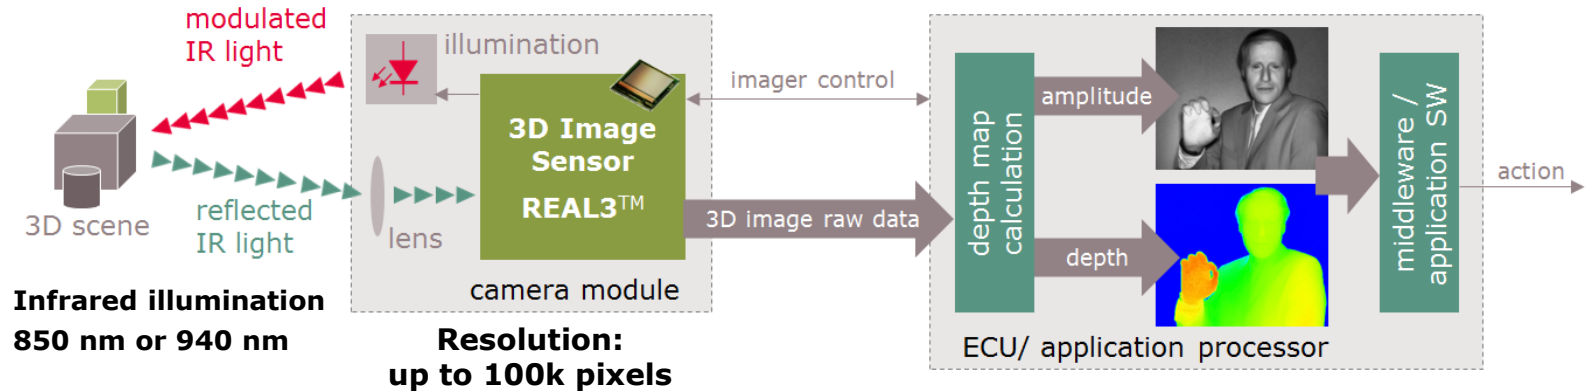 modulated
IR light
3D scene
reflected
IR light
Infrared illumination
850 nm or 940 nm
illumination
3D Image
Sensor
REAL3™
lens
camera module
Resolution:
up to 100k pixels
imager control
3D image raw data
depth map
calculation
amplitude
depth
middleware /
application SW
ECU/ application processor
action